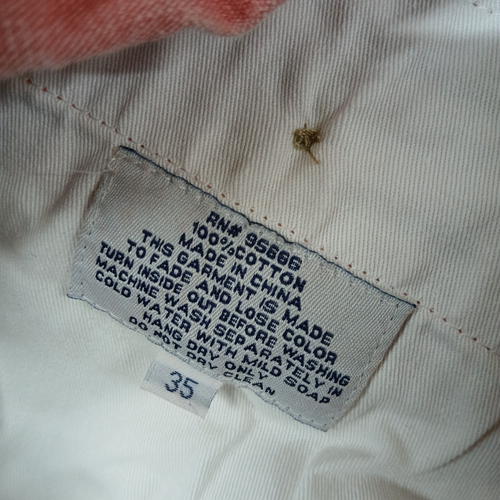 RN# 95866
100% COTTON
MADE IN CHINA
THIS GARMENT IS MADE
TO FADE AND LOSE COLOR
TURN INSIDE OUT BEFORE WASHING
MACHINE WASH SEPARATELY IN
COLD WATER WITH MILD SOAP
HANG DRY ONLY
DO NOT DRY CLEAN
35